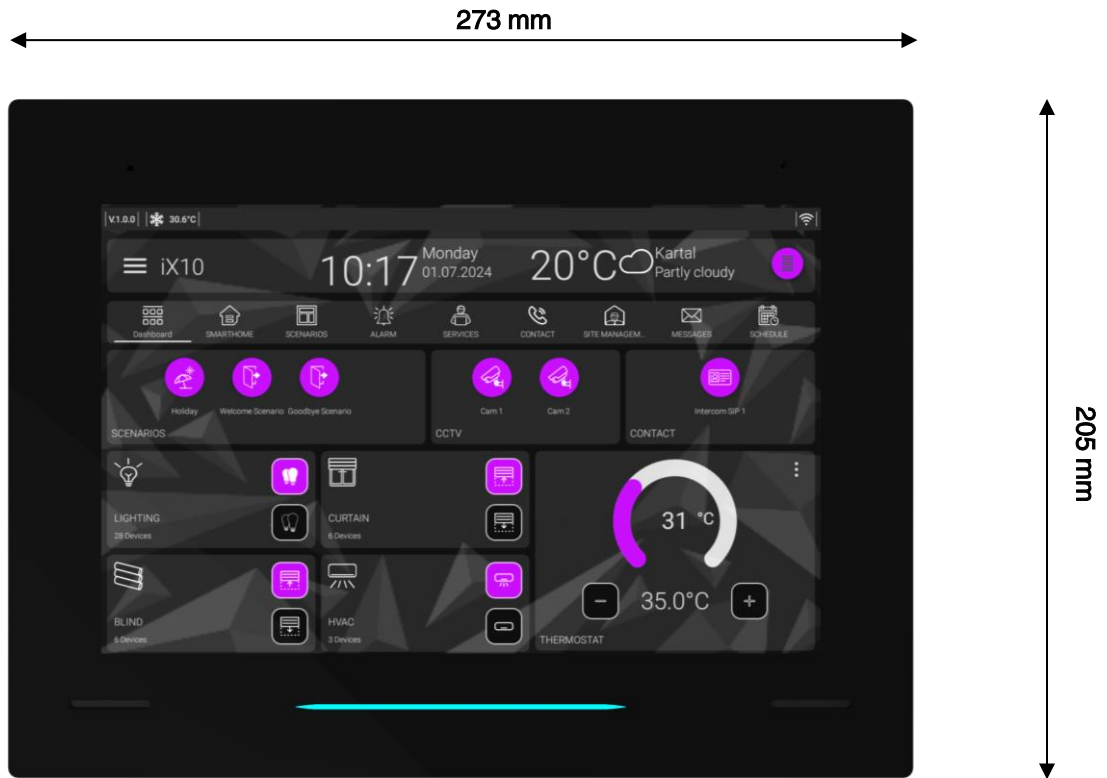 273 mm
205 mm
V.1.0.0 30.6°C
iX10
10:17
Monday
01.07.2024
20°C
Kartal
Partly cloudy
Dashboard SMARTHOME SCENARIOS ALARM SERVICES CONTACT SITE MANAGEM... MESSAGES SCHEDULE
Holiday Welcome Scenario Goodbye Scenario Cam 1 Cam 2 Intercom SIP 1
SCENARIOS CCTV CONTACT
LIGHTING
28 Devices
CURTAIN
6 Devices
31 °C
35.0°C
THERMOSTAT
BLIND
6 Devices
HVAC
3 Devices